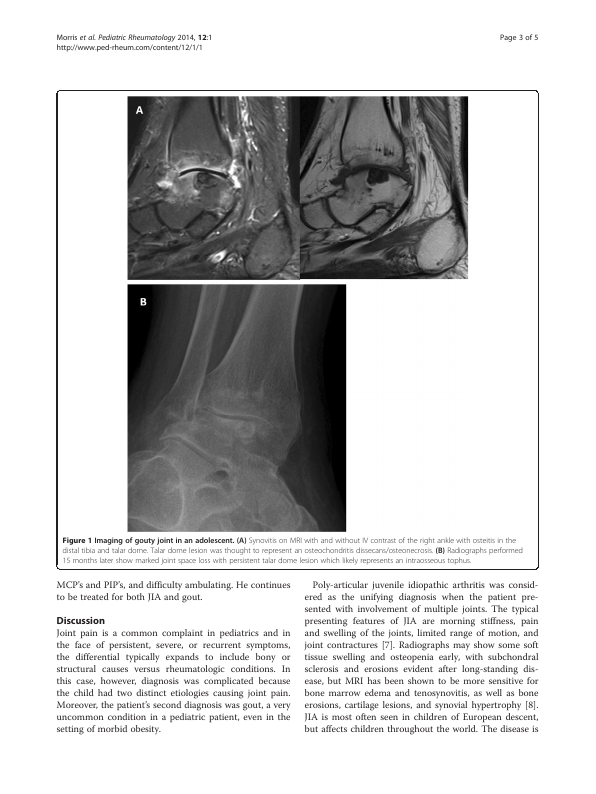 Morris et al. Pediatric Rheumatology 2014, 12:1
http://www.ped-rheum.com/content/12/1/1
Page 3 of 5
A
B
Figure 1 Imaging of gouty joint in an adolescent. (A) Synovitis on MRI with and without IV contrast of the right ankle with osteitis in the
distal tibia and talar dome. Talar dome lesion was thought to represent an osteochondritis dissecans/osteonecrosis. (B) Radiographs performed
15 months later show marked joint space loss with persistent talar dome lesion which likely represents an intraosseous tophus.
MCP's and PIP's, and difficulty ambulating. He continues
to be treated for both JIA and gout.
Discussion
Joint pain is a common complaint in pediatrics and in
the face of persistent, severe, or recurrent symptoms,
the differential typically expands to include bony or
structural causes versus rheumatologic conditions. In
this case, however, diagnosis was complicated because
the child had two distinct etiologies causing joint pain.
Moreover, the patient's second diagnosis was gout, a very
uncommon condition in a pediatric patient, even in the
setting of morbid obesity.
Poly-articular juvenile idiopathic arthritis was consid-
ered as the unifying diagnosis when the patient pre-
sented with involvement of multiple joints. The typical
presenting features of JIA are morning stiffness, pain
and swelling of the joints, limited range of motion, and
joint contractures [7]. Radiographs may show some soft
tissue swelling and osteopenia early, with subchondral
sclerosis and erosions evident after long-standing dis-
ease, but MRI has been shown to be more sensitive for
bone marrow edema and tenosynovitis, as well as bone
erosions, cartilage lesions, and synovial hypertrophy [8].
JIA is most often seen in children of European descent,
but affects children throughout the world. The disease is